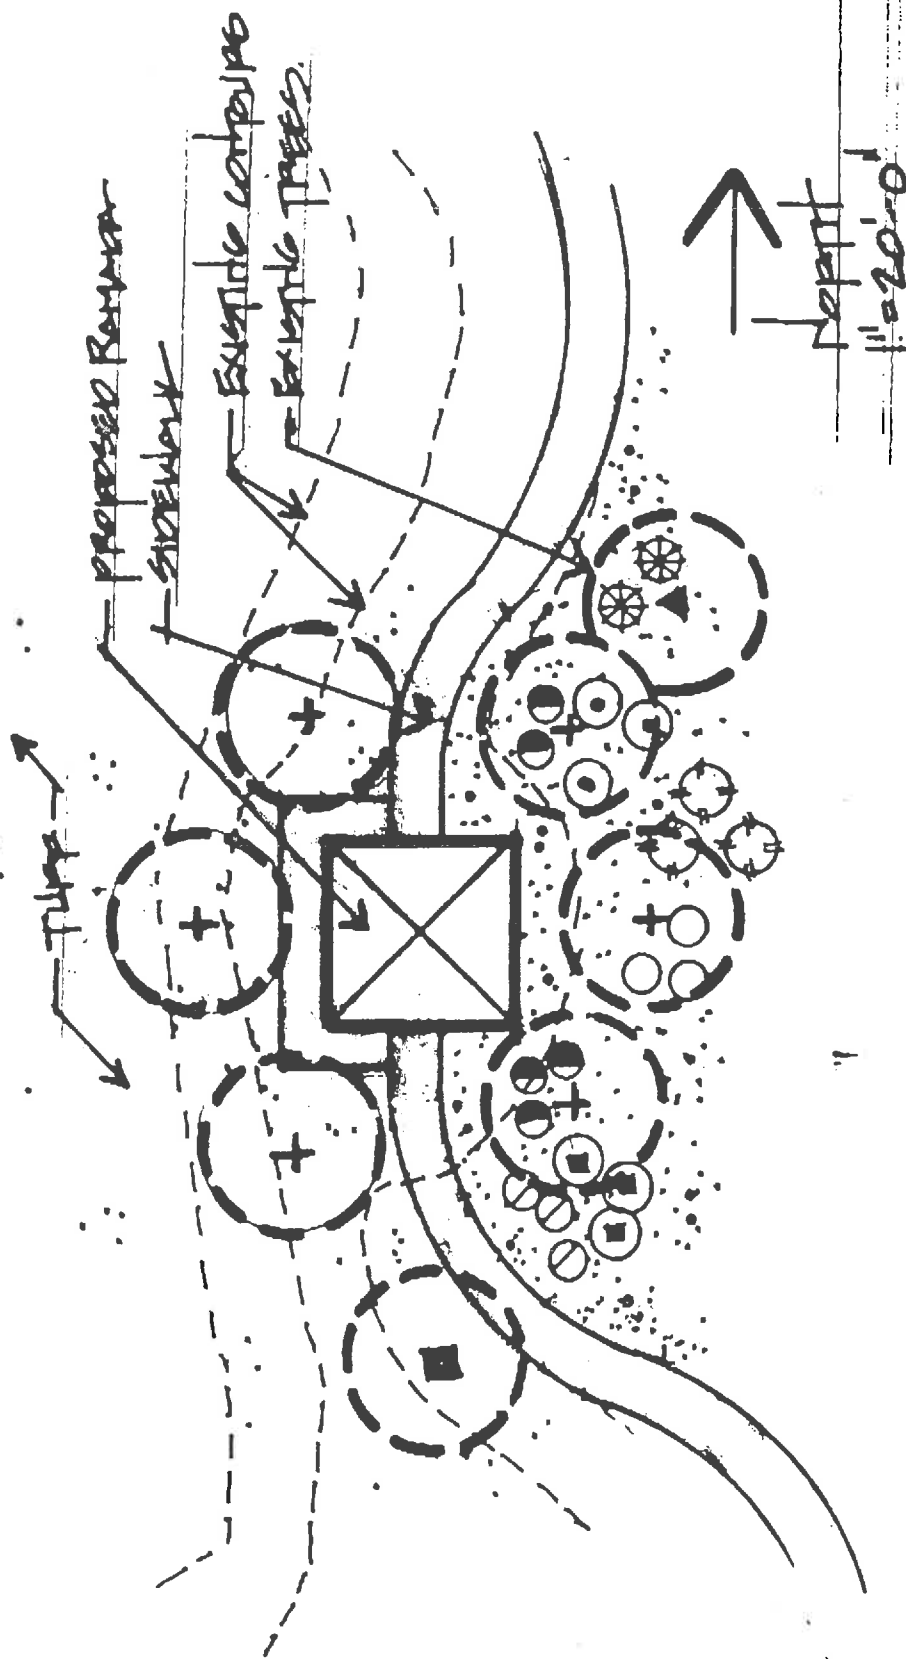 PROPOSED RAMADA
SIDEWALK
EXISTING CONTOURS
EXISTING TREES.
TURF
NORTH
1"=20'-0"